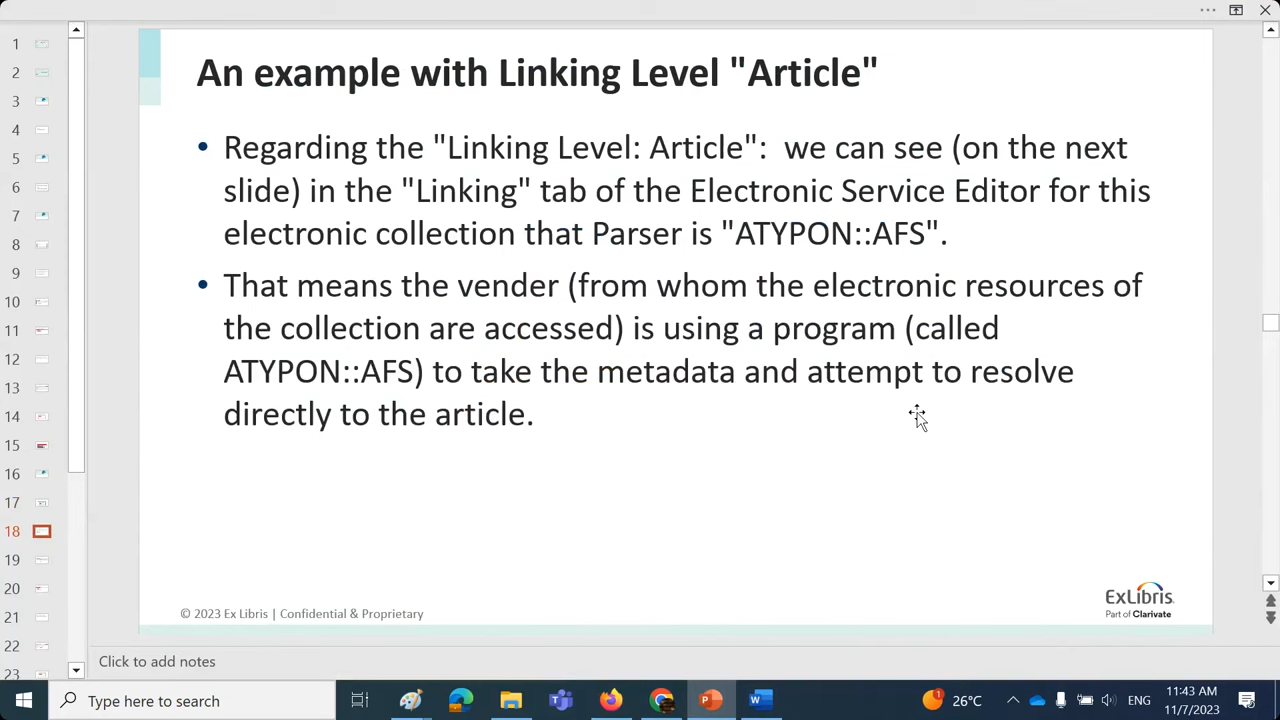 An example with Linking Level "Article"
• Regarding the "Linking Level: Article":  we can see (on the next
slide) in the "Linking" tab of the Electronic Service Editor for this
electronic collection that Parser is "ATYPON::AFS".
• That means the vender (from whom the electronic resources of
the collection are accessed) is using a program (called
ATYPON::AFS) to take the metadata and attempt to resolve
directly to the article.
© 2023 Ex Libris | Confidential & Proprietary
ExLibris
Part of Clarivate
1
2
3
4
5
6
7
8
9
10
11
12
13
14
15
16
17
18
19
20
21
22
23
Click to add notes
Type here to search
1
26°C
ENG
11:43 AM
11/7/2023